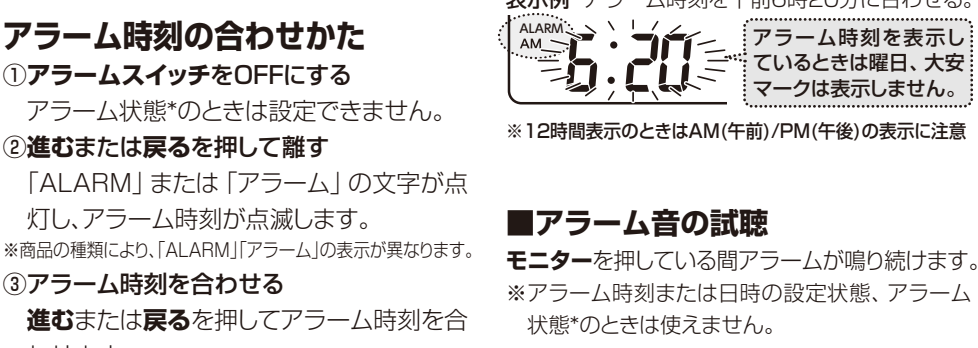 アラーム時刻の合わせかた
①アラームスイッチをOFFにする
アラーム状態*のときは設定できません。
②進むまたは戻るを押して離す
「ALARM」または「アラーム」の文字が点
灯し、アラーム時刻が点滅します。
※商品の種類により、「ALARM」「アラーム」の表示が異なります。
③アラーム時刻を合わせる
進むまたは戻るを押してアラーム時刻を合
表示例 アラーム時刻を午前6時20分に合わせる。
ALARM
AM
6:20
アラーム時刻を表示し
ているときは曜日、大安
マークは表示しません。
※12時間表示のときはAM(午前)/PM(午後)の表示に注意
■アラーム音の試聴
モニターを押している間アラームが鳴り続けます。
※アラーム時刻または日時の設定状態、アラーム
状態*のときは使えません。